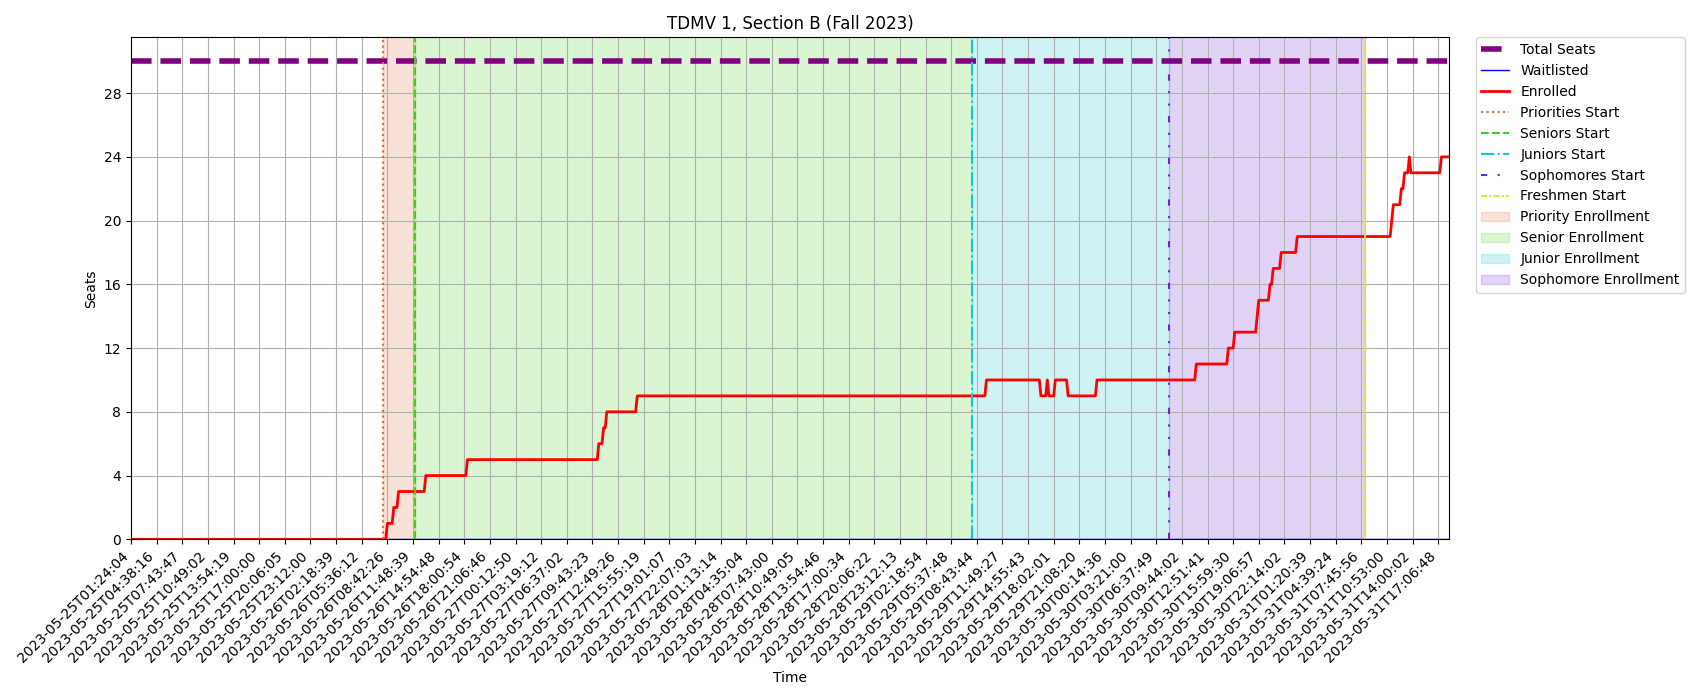 TDMV 1, Section B (Fall 2023)
Total Seats
Waitlisted
Enrolled
Priorities Start
Seniors Start
Juniors Start
Sophomores Start
Freshmen Start
Priority Enrollment
Senior Enrollment
Junior Enrollment
Sophomore Enrollment
Seats
28
24
20
16
12
8
4
0
2023-05-25T01:24:04
2023-05-25T04:38:16
2023-05-25T07:43:47
2023-05-25T10:49:02
2023-05-25T13:54:19
2023-05-25T17:00:00
2023-05-25T20:06:05
2023-05-25T23:12:00
2023-05-26T02:18:39
2023-05-26T05:36:12
2023-05-26T08:42:26
2023-05-26T11:48:39
2023-05-26T14:54:48
2023-05-26T18:00:54
2023-05-26T21:06:46
2023-05-27T00:12:50
2023-05-27T03:19:12
2023-05-27T06:37:02
2023-05-27T09:43:23
2023-05-27T12:49:26
2023-05-27T15:55:19
2023-05-27T19:01:07
2023-05-27T22:07:03
2023-05-28T01:13:14
2023-05-28T04:35:04
2023-05-28T07:43:00
2023-05-28T10:49:05
2023-05-28T13:54:46
2023-05-28T17:00:34
2023-05-28T20:06:22
2023-05-28T23:12:13
2023-05-29T02:18:54
2023-05-29T05:37:48
2023-05-29T08:43:44
2023-05-29T11:49:27
2023-05-29T14:55:43
2023-05-29T18:02:01
2023-05-29T21:08:20
2023-05-30T00:14:36
2023-05-30T03:21:00
2023-05-30T06:37:49
2023-05-30T09:44:02
2023-05-30T12:51:41
2023-05-30T15:59:30
2023-05-30T19:06:57
2023-05-30T22:14:02
2023-05-31T01:20:39
2023-05-31T04:39:24
2023-05-31T07:45:56
2023-05-31T10:53:00
2023-05-31T14:00:02
2023-05-31T17:06:48
Time